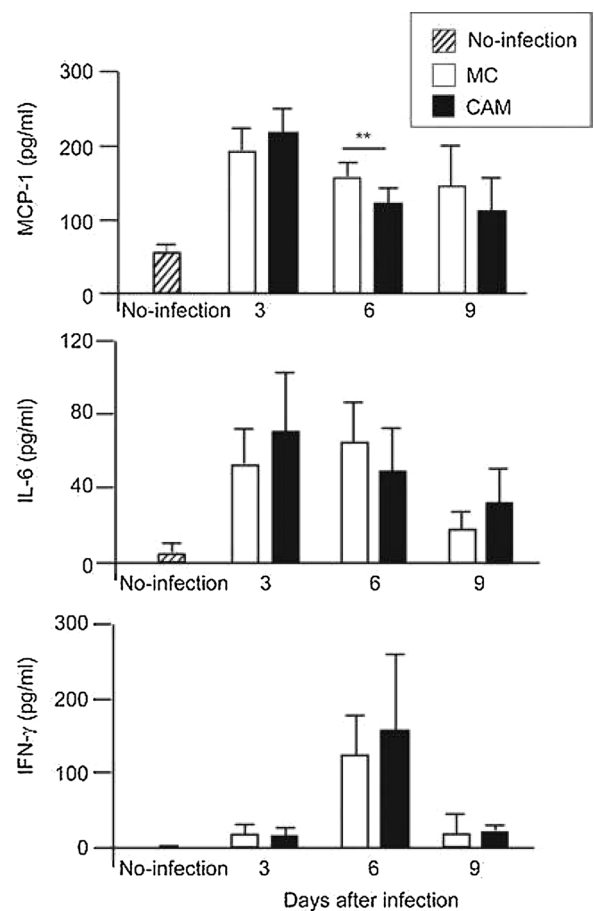 No-infection
MC
CAM
MCP-1 (pg/ml)
300
200
100
0
**
No-infection 3 6 9
IL-6 (pg/ml)
120
80
40
0
No-infection 3 6 9
IFN-γ (pg/ml)
300
200
100
0
No-infection 3 6 9
Days after infection